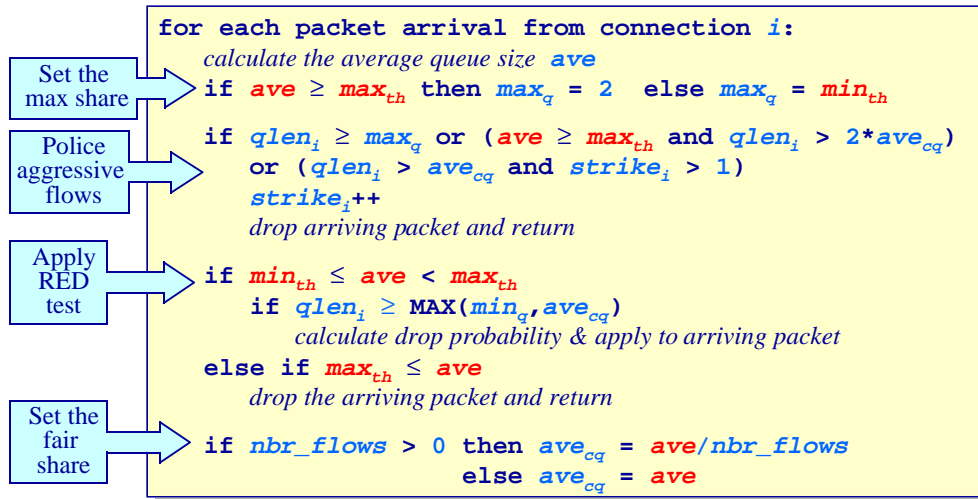 for each packet arrival from connection i:
calculate the average queue size ave
Set the
max share
if ave ≥ max_th then max_q = 2 else max_q = min_th
Police
aggressive
flows
if qlen_i ≥ max_q or (ave ≥ max_th and qlen_i > 2*ave_cq)
or (qlen_i > ave_cq and strike_i > 1)
strike_i++
drop arriving packet and return
Apply
RED
test
if min_th ≤ ave < max_th
if qlen_i ≥ MAX(min_q,ave_cq)
calculate drop probability & apply to arriving packet
else if max_th ≤ ave
drop the arriving packet and return
Set the
fair
share
if nbr_flows > 0 then ave_cq = ave/nbr_flows
else ave_cq = ave